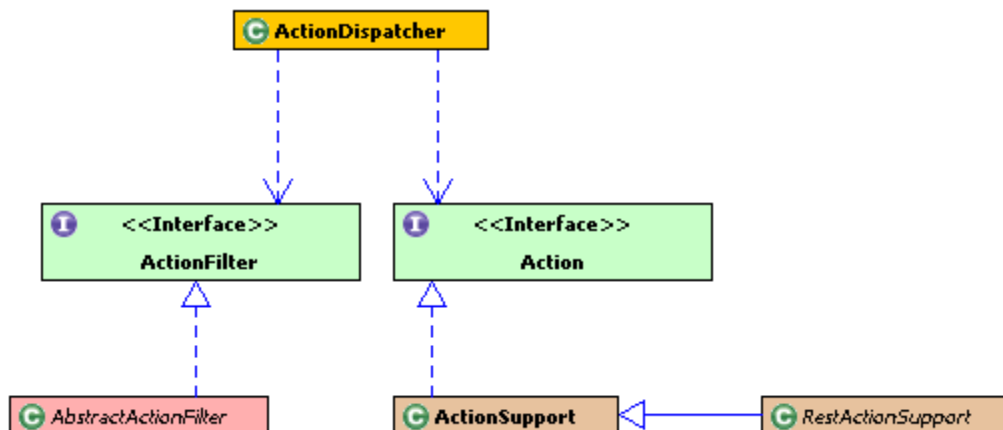 C ActionDispatcher
I <<Interface>>
ActionFilter
I <<Interface>>
Action
C AbstractActionFilter
C ActionSupport
C RestActionSupport